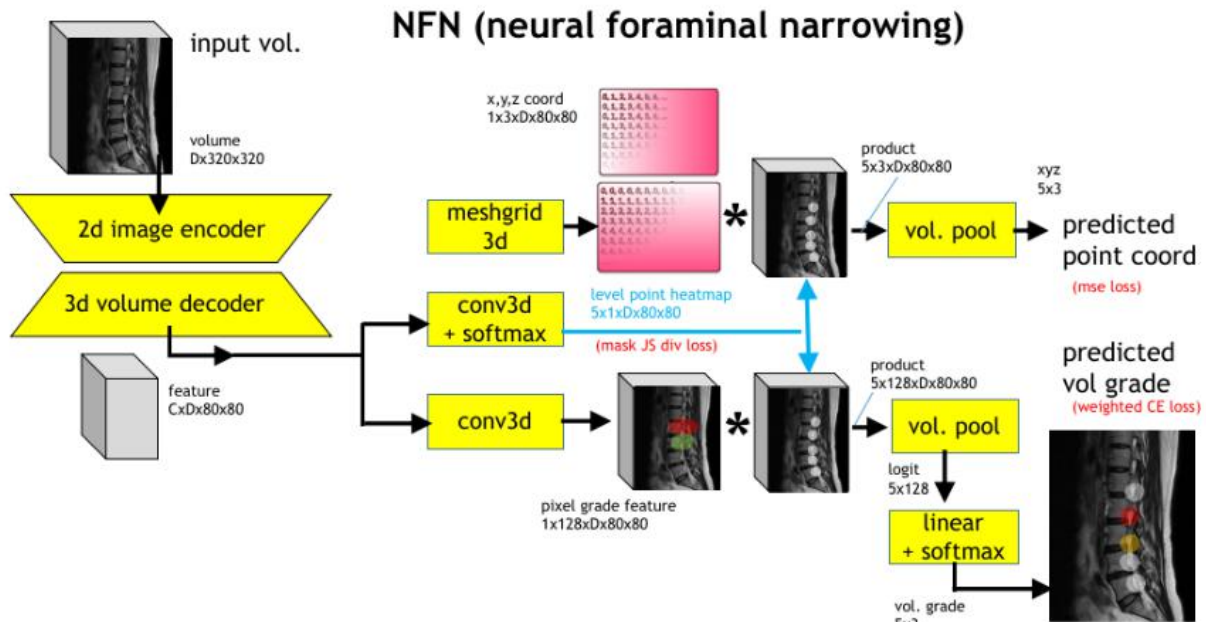 NFN (neural foraminal narrowing)
input vol.
volume
Dx320x320
2d image encoder
3d volume decoder
feature
CxDx80x80
x,y,z coord
1x3xDx80x80
meshgrid
3d
*
product
5x3xDx80x80
vol. pool
xyz
5x3
predicted
point coord
(mse loss)
conv3d
+ softmax
level point heatmap
5x1xDx80x80
(mask JS div loss)
conv3d
pixel grade feature
1x128xDx80x80
*
product
5x128xDx80x80
vol. pool
logit
5x128
linear
+ softmax
vol. grade
predicted
vol grade
(weighted CE loss)